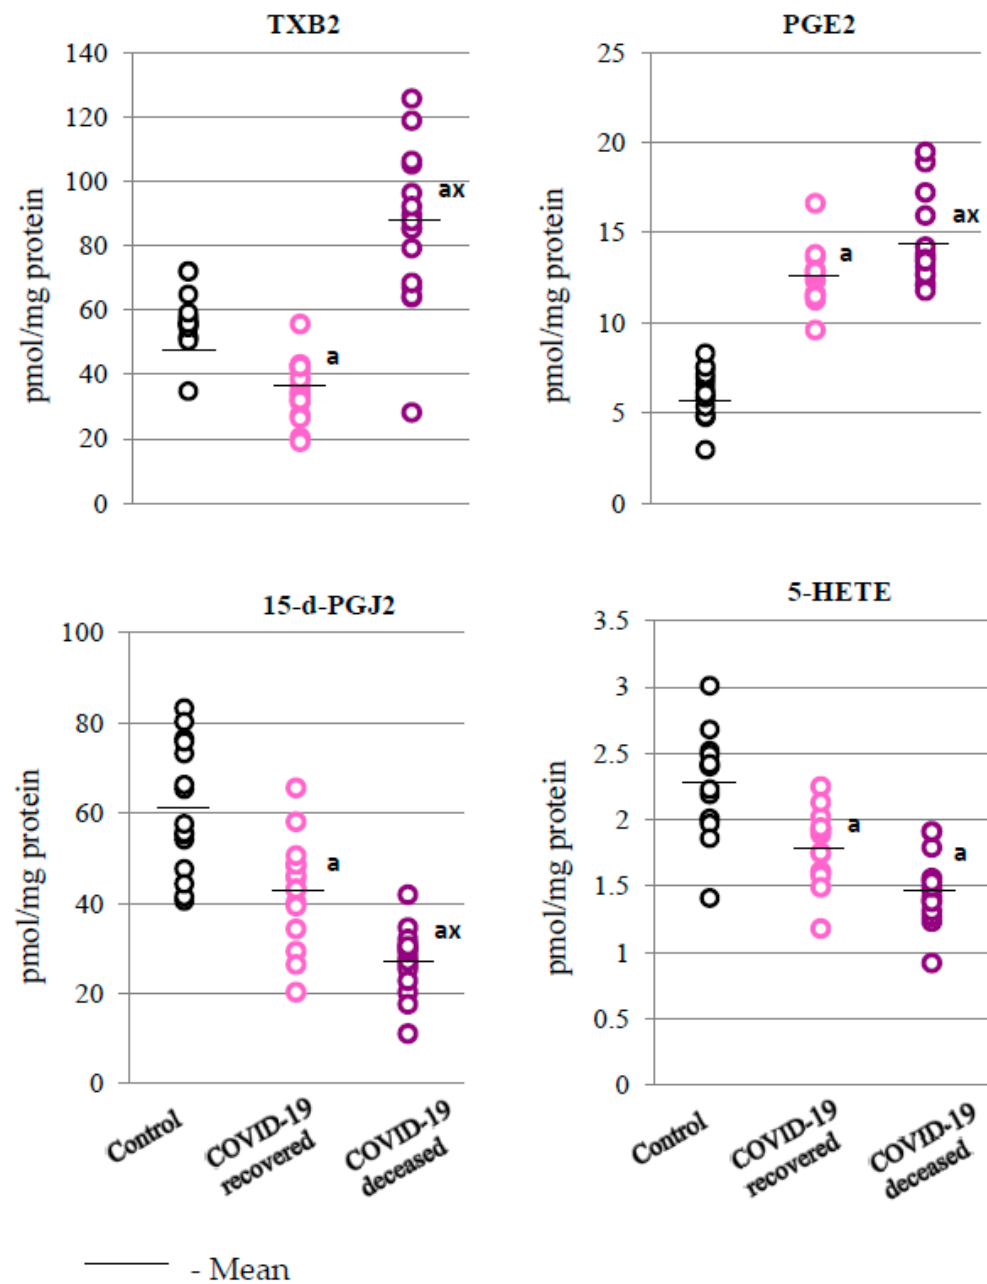 TXB2
140
120
100
80
60
40
20
0
pmol/mg protein
a
ax
PGE2
25
20
15
10
5
0
pmol/mg protein
a
ax
15-d-PGJ2
100
80
60
40
20
0
pmol/mg protein
a
ax
Control
COVID-19
recovered
COVID-19
deceased
5-HETE
3.5
3
2.5
2
1.5
1
0.5
0
pmol/mg protein
a
a
Control
COVID-19
recovered
COVID-19
deceased
- Mean